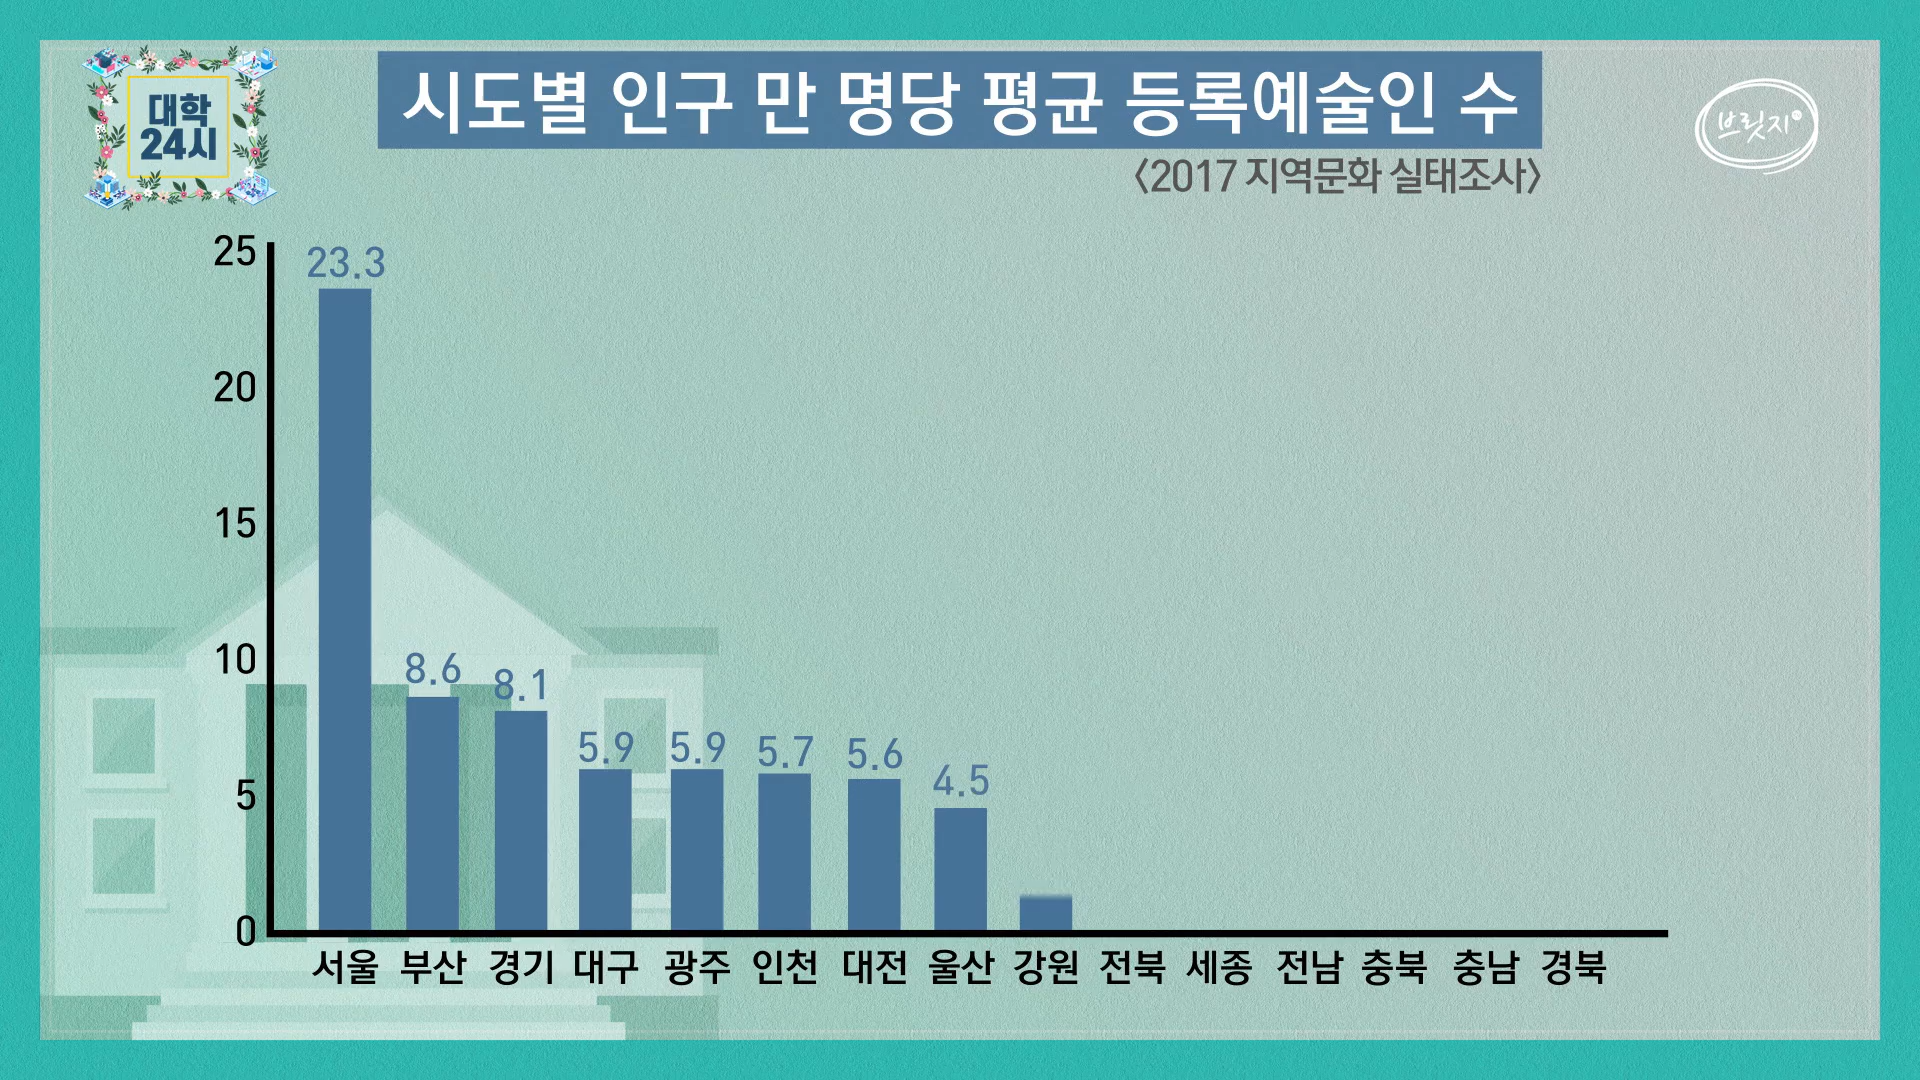 대학
24시
시도별 인구 만 명당 평균 등록예술인 수
<2017 지역문화 실태조사>
브릿지
25
20
15
10
5
0
23.3
8.6
8.1
5.9
5.9
5.7
5.6
4.5
서울 부산 경기 대구 광주 인천 대전 울산 강원 전북 세종 전남 충북 충남 경북